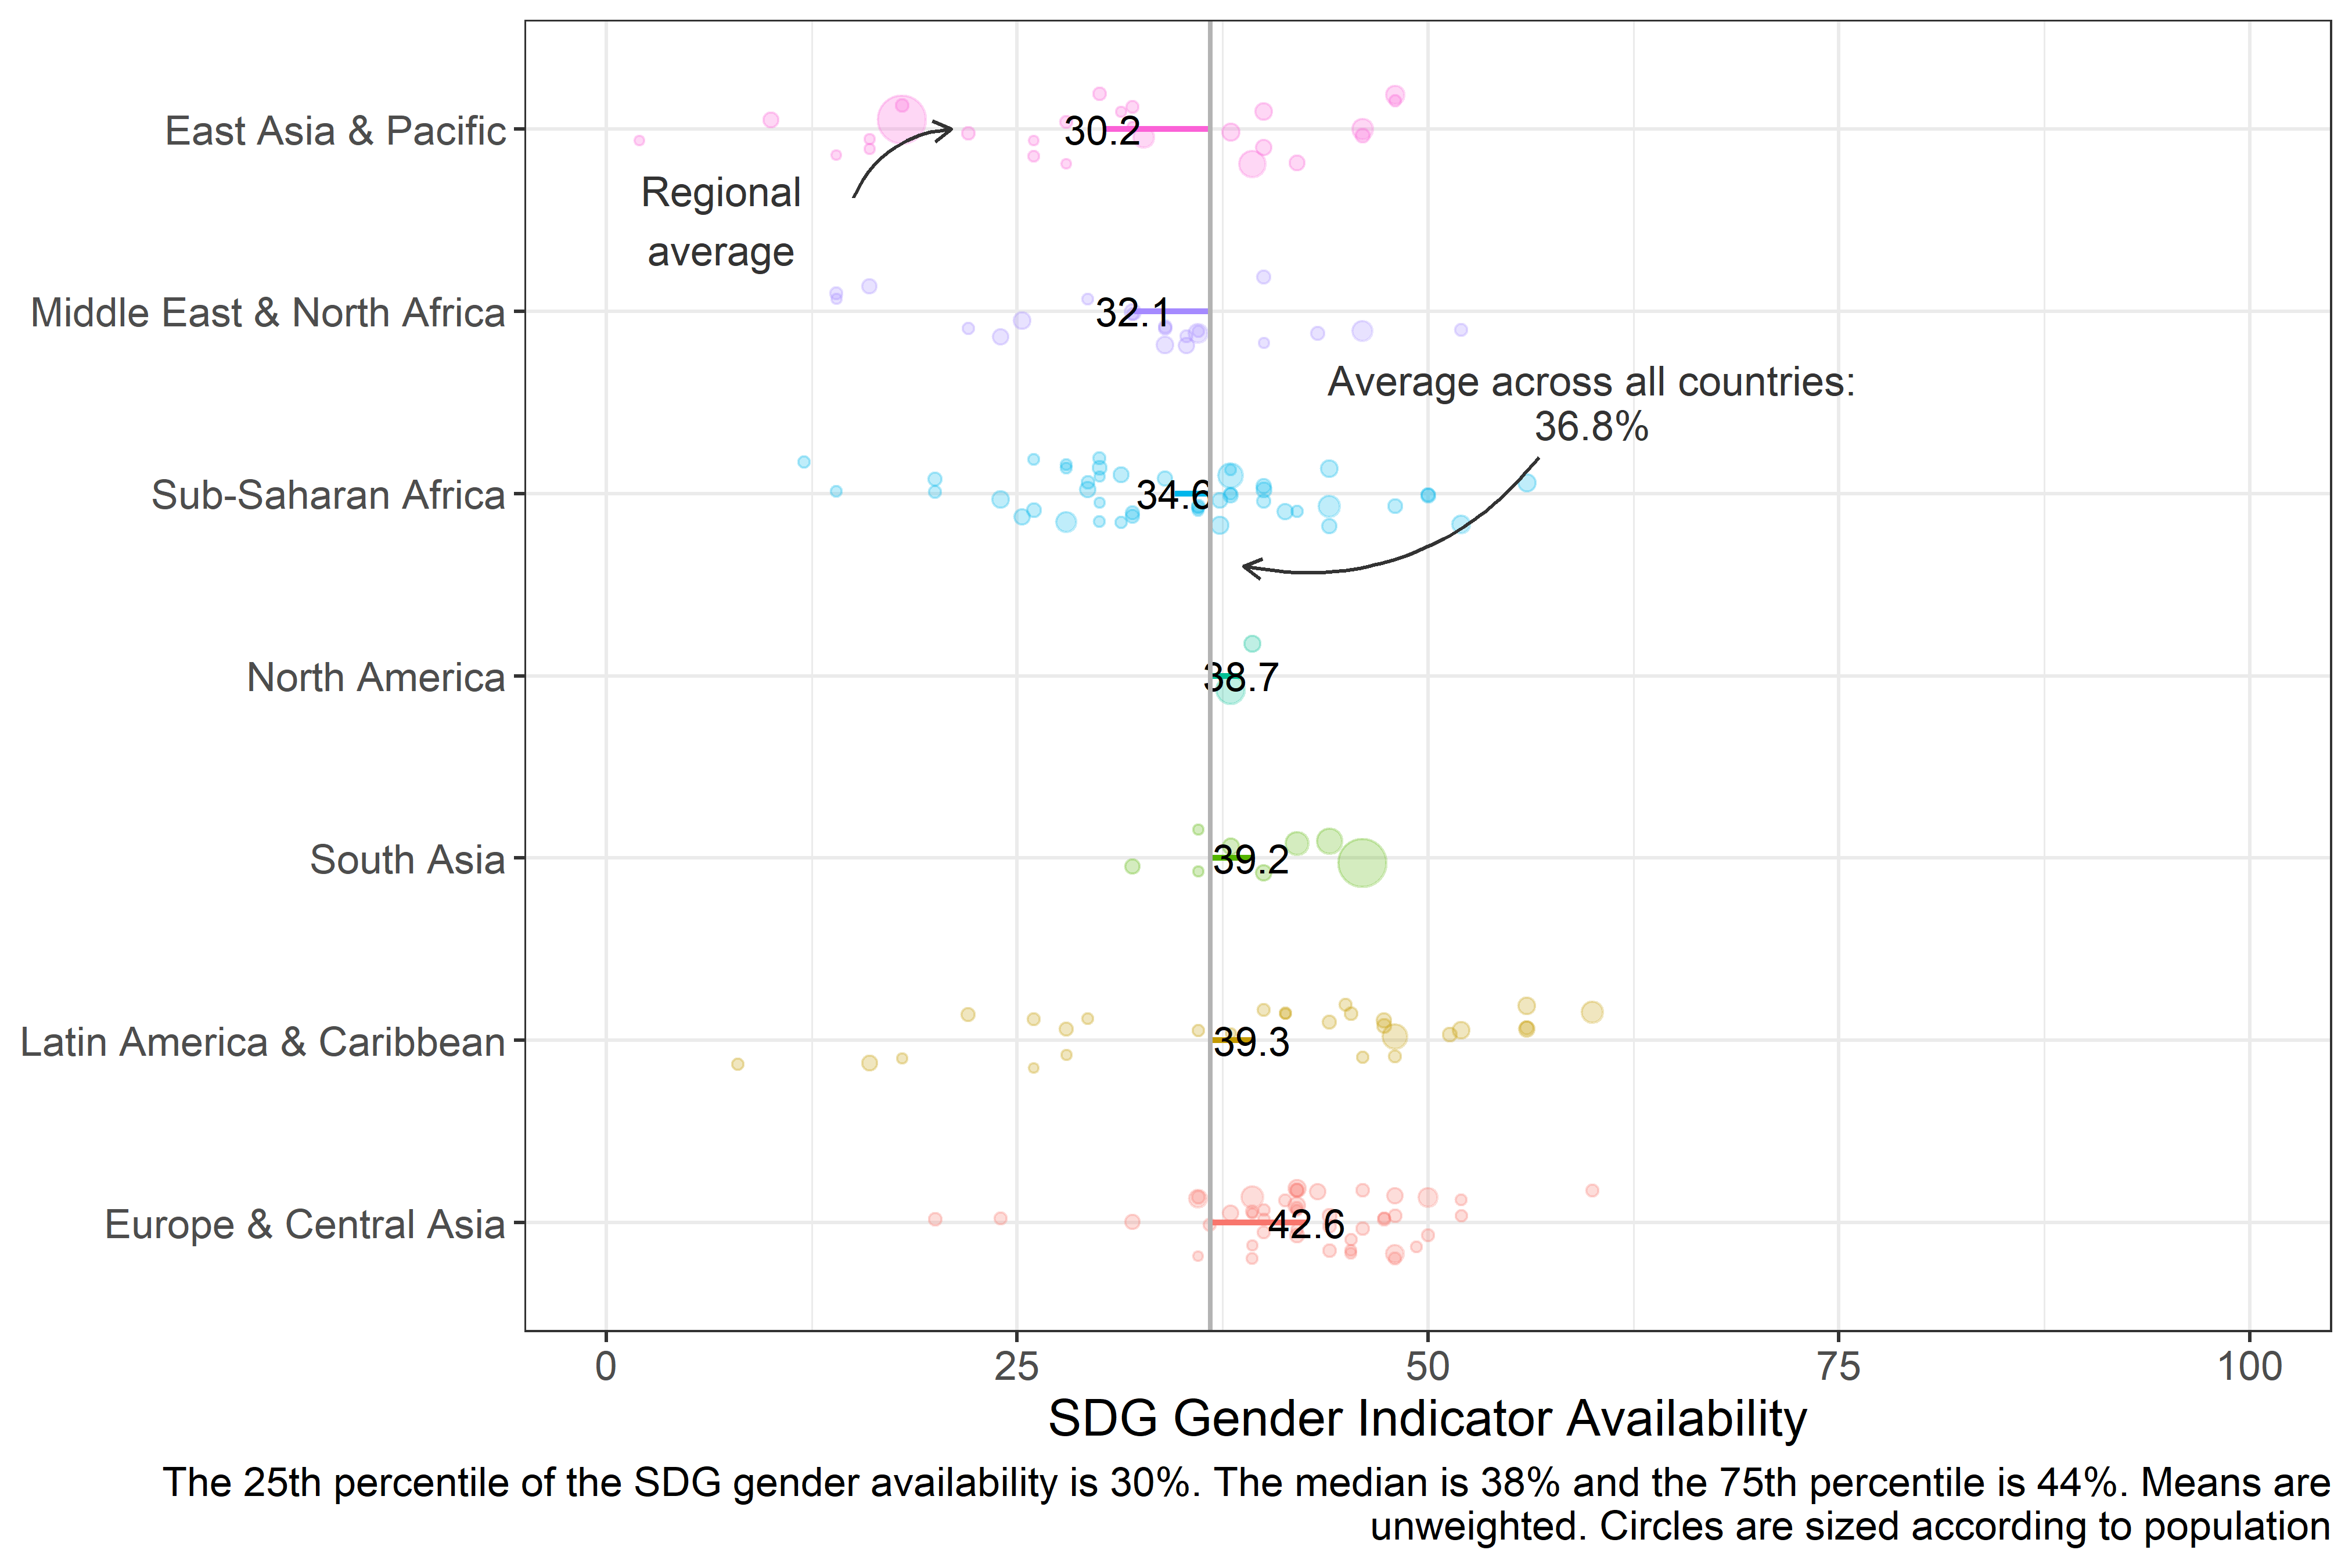 East Asia & Pacific
30.2
Regional
average
Middle East & North Africa
32.1
Average across all countries:
36.8%
Sub-Saharan Africa
34.6
North America
38.7
South Asia
39.2
Latin America & Caribbean
39.3
Europe & Central Asia
42.6
0 25 50 75 100
SDG Gender Indicator Availability
The 25th percentile of the SDG gender availability is 30%. The median is 38% and the 75th percentile is 44%. Means are
unweighted. Circles are sized according to population